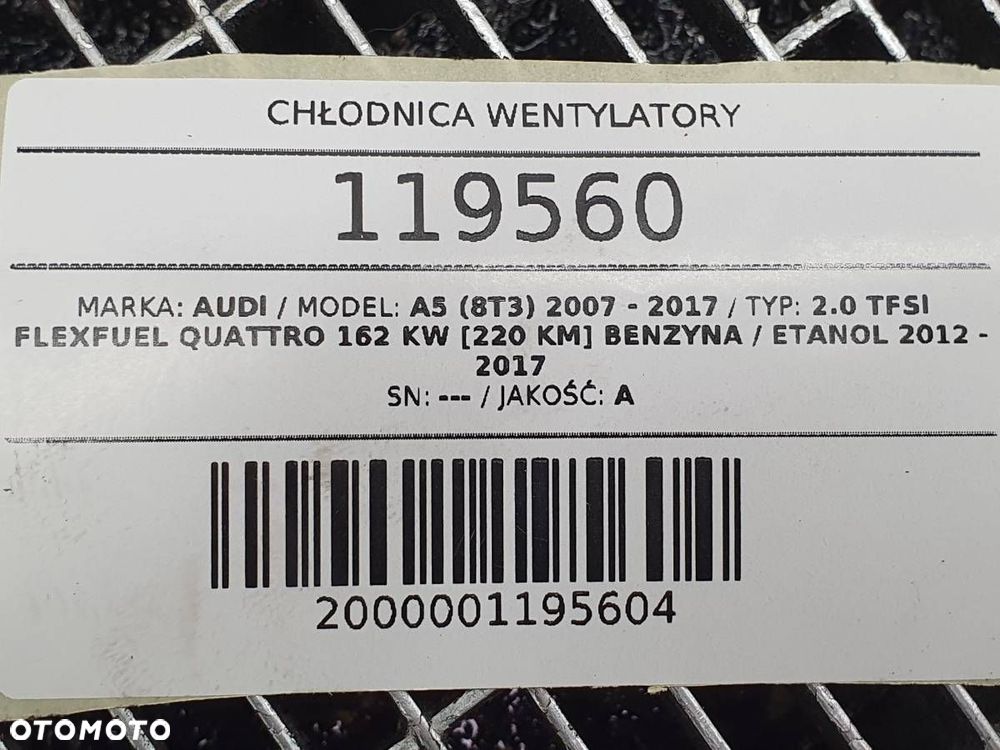 CHŁODNICA WENTYLATORY
119560
MARKA: AUDI / MODEL: A5 (8T3) 2007 - 2017 / TYP: 2.0 TFSI
FLEXFUEL QUATTRO 162 KW [220 KM] BENZYNA / ETANOL 2012 -
2017
SN: --- / JAKOŚĆ: A
2000001195604
OTOMOTO